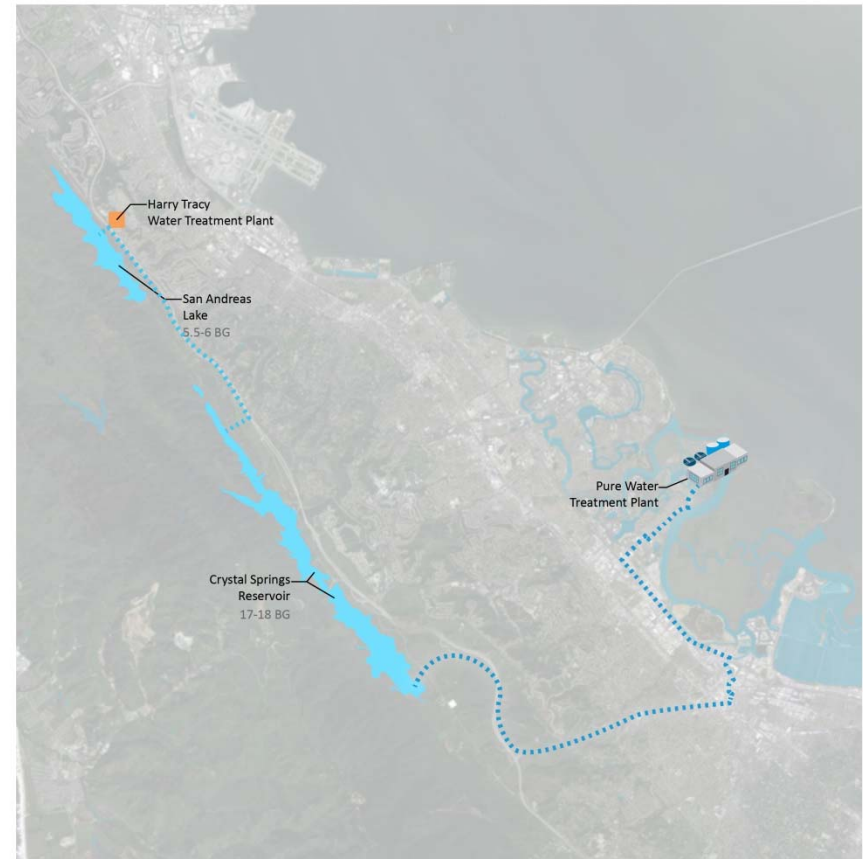 Harry Tracy
Water Treatment Plant
San Andreas
Lake
5.5-6 BG
Pure Water
Treatment Plant
Crystal Springs
Reservoir
17-18 BG